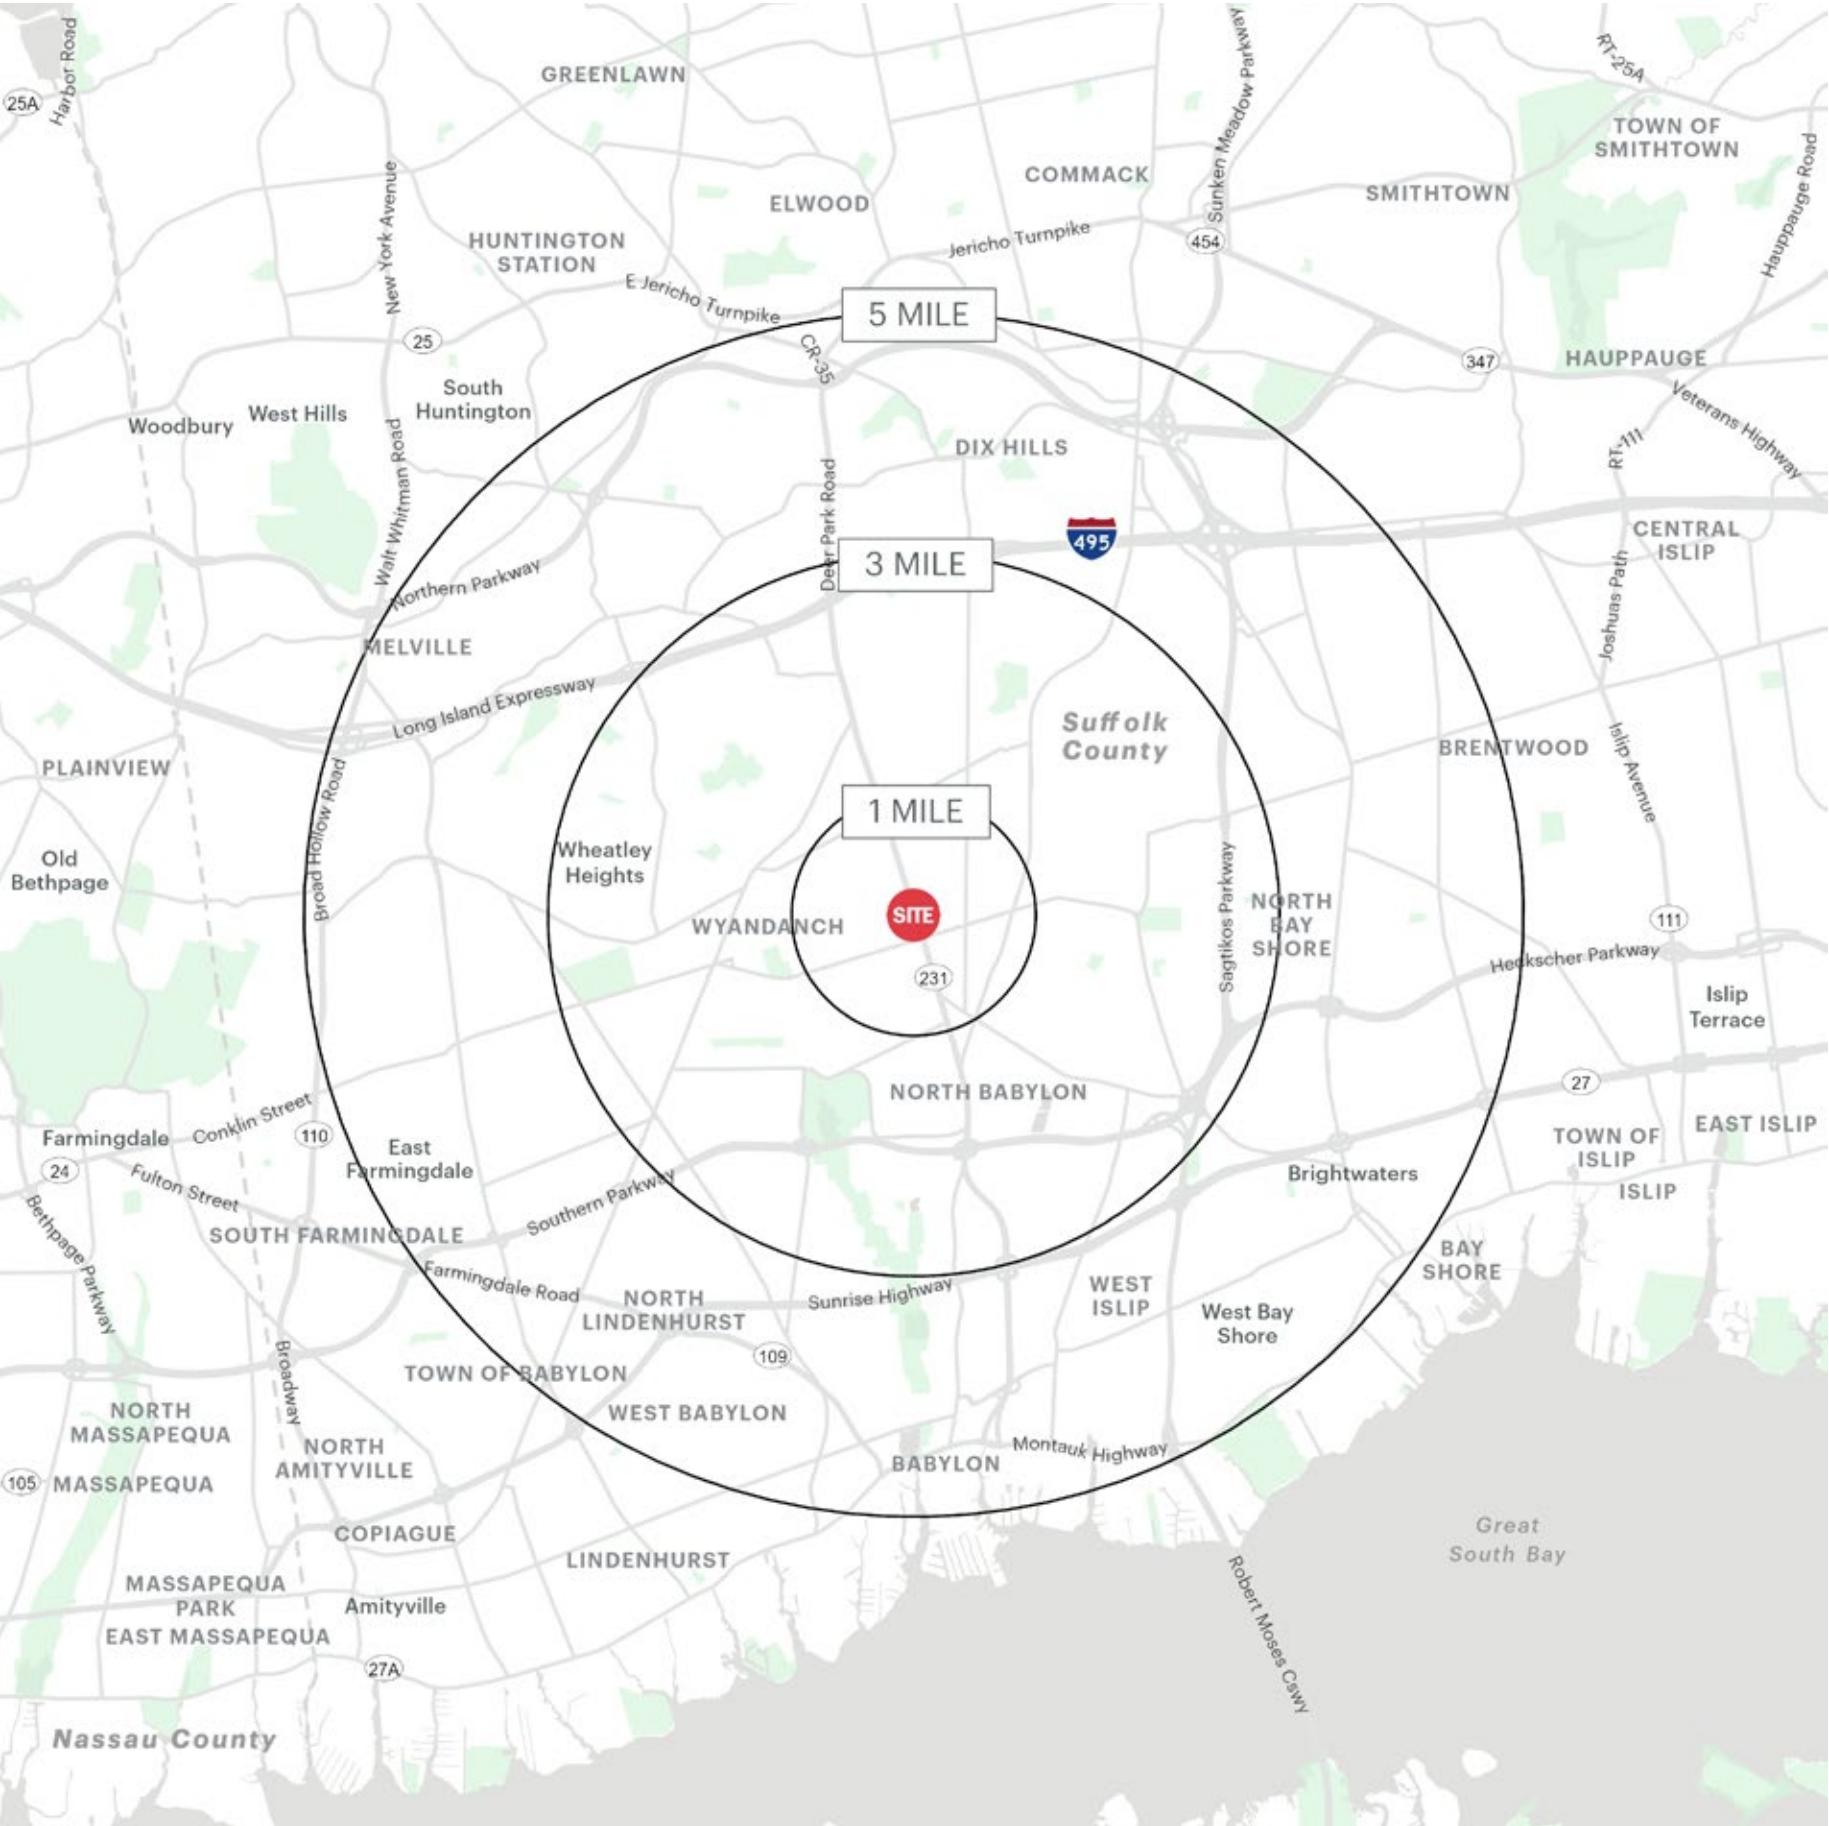 Harbor Road
25A
GREENLAWN
Sunken Meadow Parkway
RT-25A
TOWN OF
SMITHTOWN
Hauppauge Road
New York Avenue
ELWOOD
COMMACK
SMITHTOWN
HUNTINGTON
STATION
Jericho Turnpike
454
E Jericho Turnpike
5 MILE
25
CR-35
347
HAUPPAUGE
Veterans Highway
South
Huntington
West Hills
Woodbury
Walt Whitman Road
DIX HILLS
RT-111
Deer Park Road
495
CENTRAL
ISLIP
3 MILE
Northern Parkway
Joshuas Path
MELVILLE
Long Island Expressway
Suffolk
County
PLAINVIEW
BRENTWOOD
Islip Avenue
1 MILE
Broad Hollow Road
Old
Bethpage
Wheatley
Heights
WYANDANCH
SITE
231
Sagtikos Parkway
NORTH
BAY
SHORE
111
Heckscher Parkway
Islip
Terrace
27
NORTH BABYLON
Conklin Street
Farmingdale
110
24
Fulton Street
East
Farmingdale
Southern Parkway
Brightwaters
TOWN OF
ISLIP
EAST ISLIP
ISLIP
Bethpage Parkway
SOUTH FARMINGDALE
BAY
SHORE
Farmingdale Road
NORTH
LINDENHURST
Sunrise Highway
WEST
ISLIP
West Bay
Shore
109
Broadway
TOWN OF BABYLON
WEST BABYLON
NORTH
MASSAPEQUA
NORTH
AMITYVILLE
BABYLON
Montauk Highway
105
MASSAPEQUA
COPIAGUE
Great
South Bay
LINDENHURST
Robert Moses Cswy
MASSAPEQUA
PARK
Amityville
EAST MASSAPEQUA
27A
Nassau County